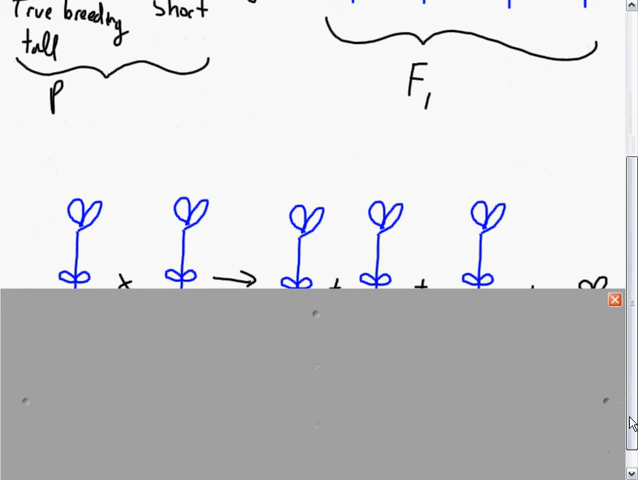 True breeding short
tall
P
F1
x → + + +